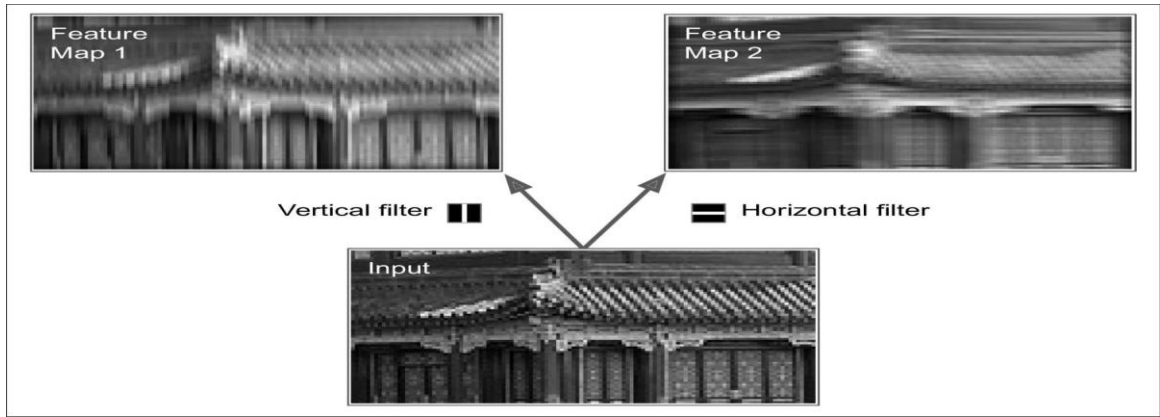 Feature
Map 1
Feature
Map 2
Vertical filter
Horizontal filter
Input